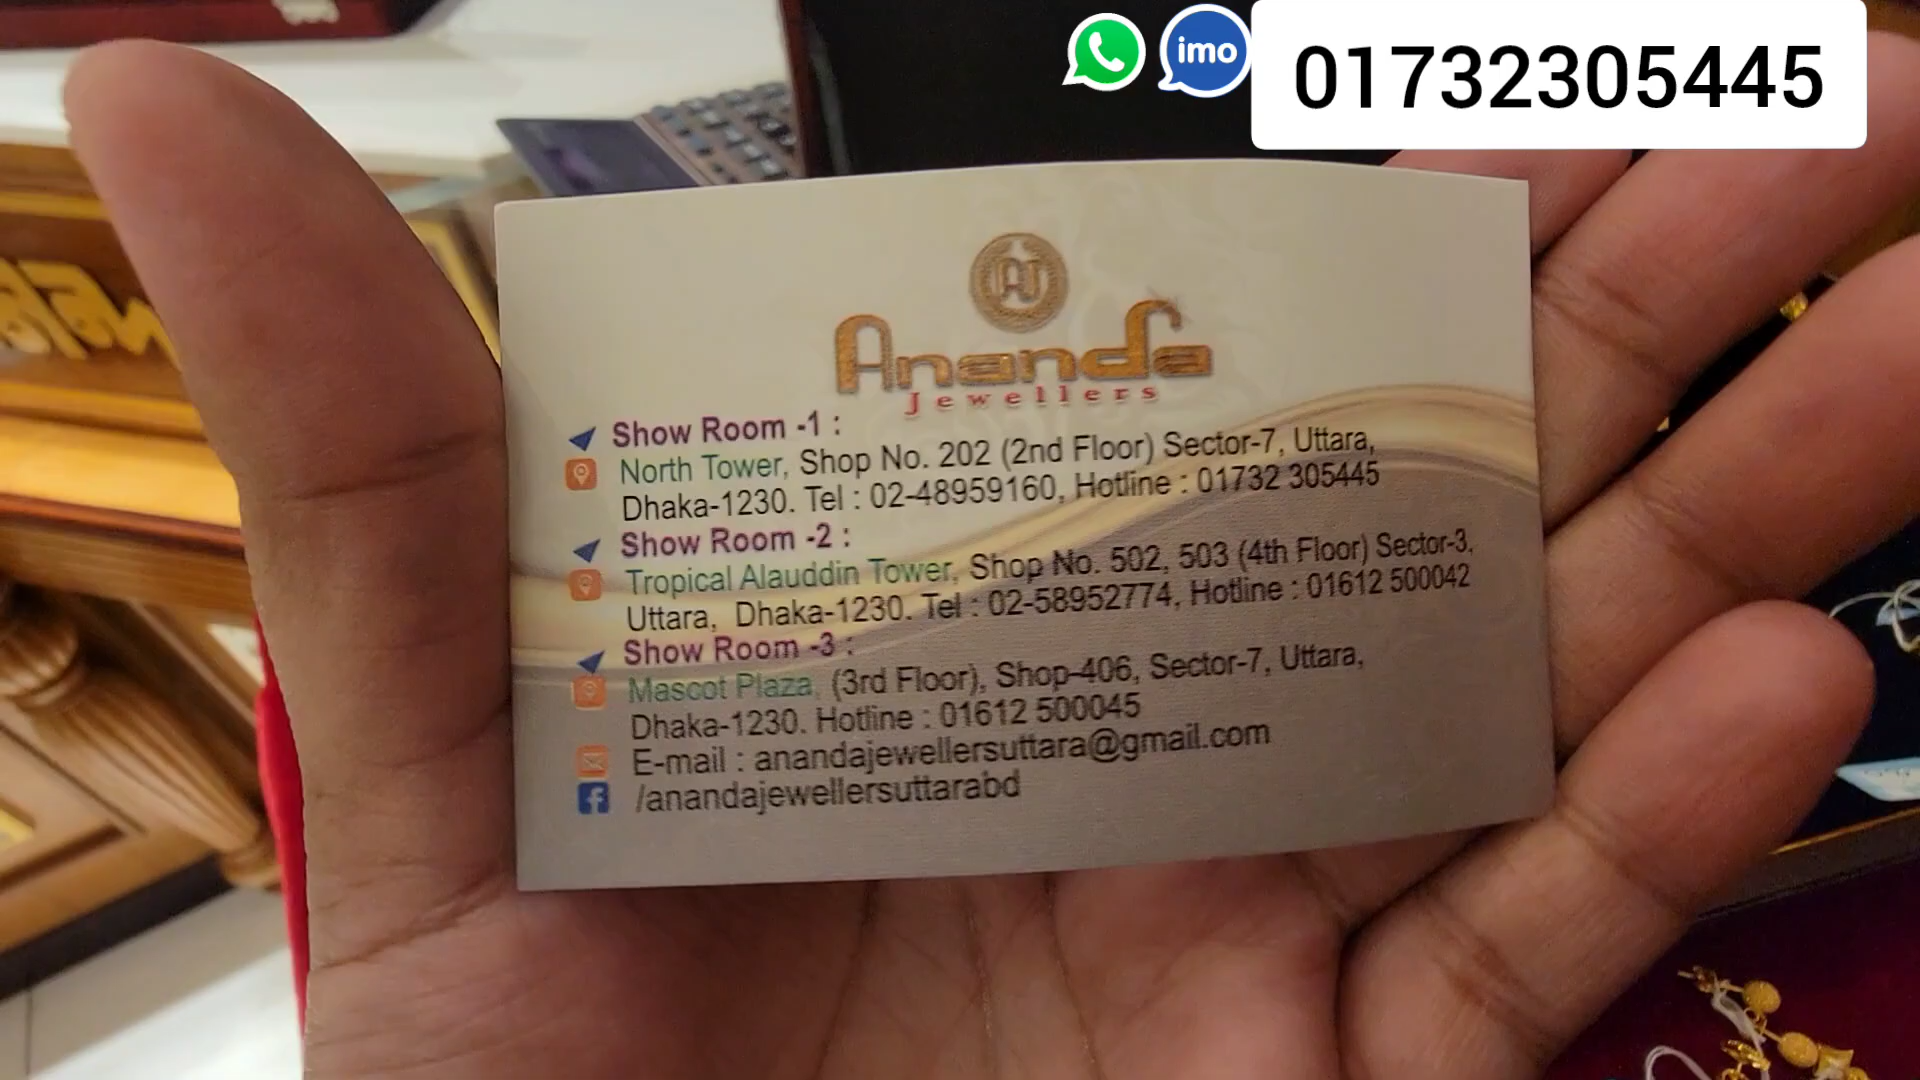 imo
01732305445
AJ
Ananda
Jewellers
Show Room -1 :
North Tower, Shop No. 202 (2nd Floor) Sector-7, Uttara,
Dhaka-1230. Tel : 02-48959160, Hotline : 01732 305445
Show Room -2 :
Tropical Alauddin Tower, Shop No. 502, 503 (4th Floor) Sector-3,
Uttara, Dhaka-1230. Tel : 02-58952774, Hotline : 01612 500042
Show Room -3 :
Mascot Plaza, (3rd Floor), Shop-406, Sector-7, Uttara,
Dhaka-1230. Hotline : 01612 500045
E-mail : anandajewellersuttara@gmail.com
/anandajewellersuttarabd